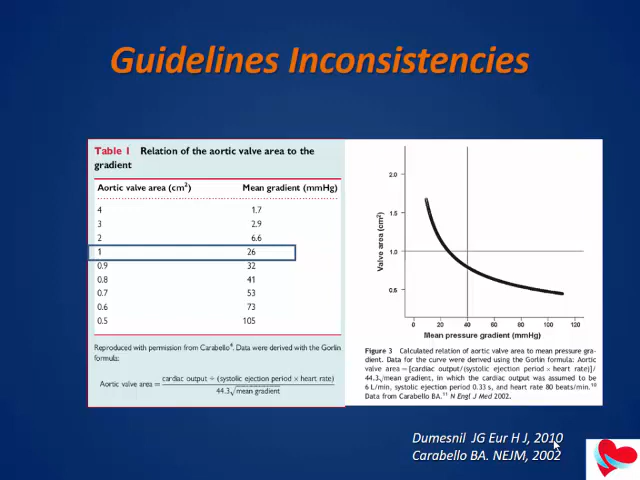 Guidelines Inconsistencies
Table 1 Relation of the aortic valve area to the
gradient
Aortic valve area (cm2) Mean gradient (mmHg)
4 1.7
3 2.9
2 6.6
1 26
0.9 32
0.8 41
0.7 53
0.6 73
0.5 105
Reproduced with permission from Carabello4. Data were derived with the Gorlin
formula:
Aortic valve area = cardiac output ÷ (systolic ejection period × heart rate)
44.3√mean gradient
Valve area (cm2)
2.0
1.5
1.0
0.5
0 20 40 60 80 100 120
Mean pressure gradient (mmHg)
Figure 3 Calculated relation of aortic valve area to mean pressure gra-
dient. Data for the curve were derived using the Gorlin formula: Aortic
valve area=[cardiac output/(systolic ejection period × heart rate)]/
44.3√mean gradient, in which the cardiac output was assumed to be
6 L/min, systolic ejection period 0.33 s, and heart rate 80 beats/min.10
Data from Carabello BA.11 N Engl J Med 2002.
Dumesnil JG Eur H J, 2010
Carabello BA. NEJM, 2002